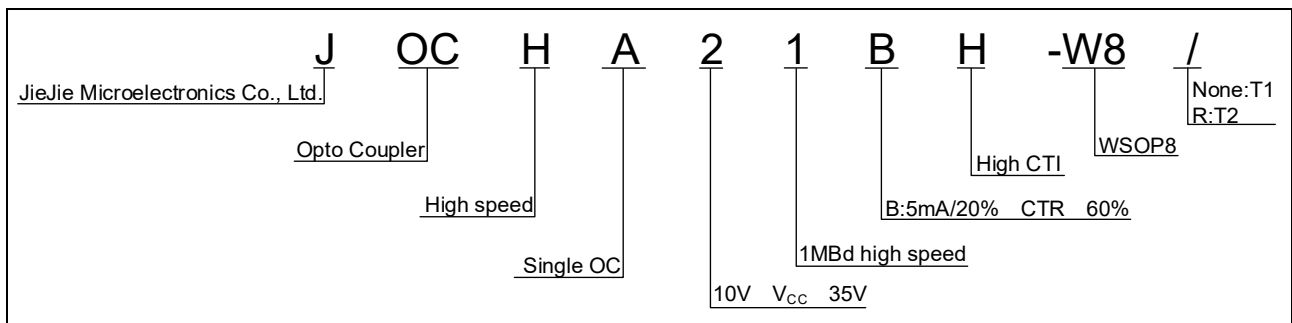 J OC H A 2 1 B H -W8 /
JieJie Microelectronics Co., Ltd.
None:T1
R:T2
Opto Coupler
WSOP8
High CTI
High speed
B:5mA/20% CTR 60%
1MBd high speed
Single OC
10V VCC 35V